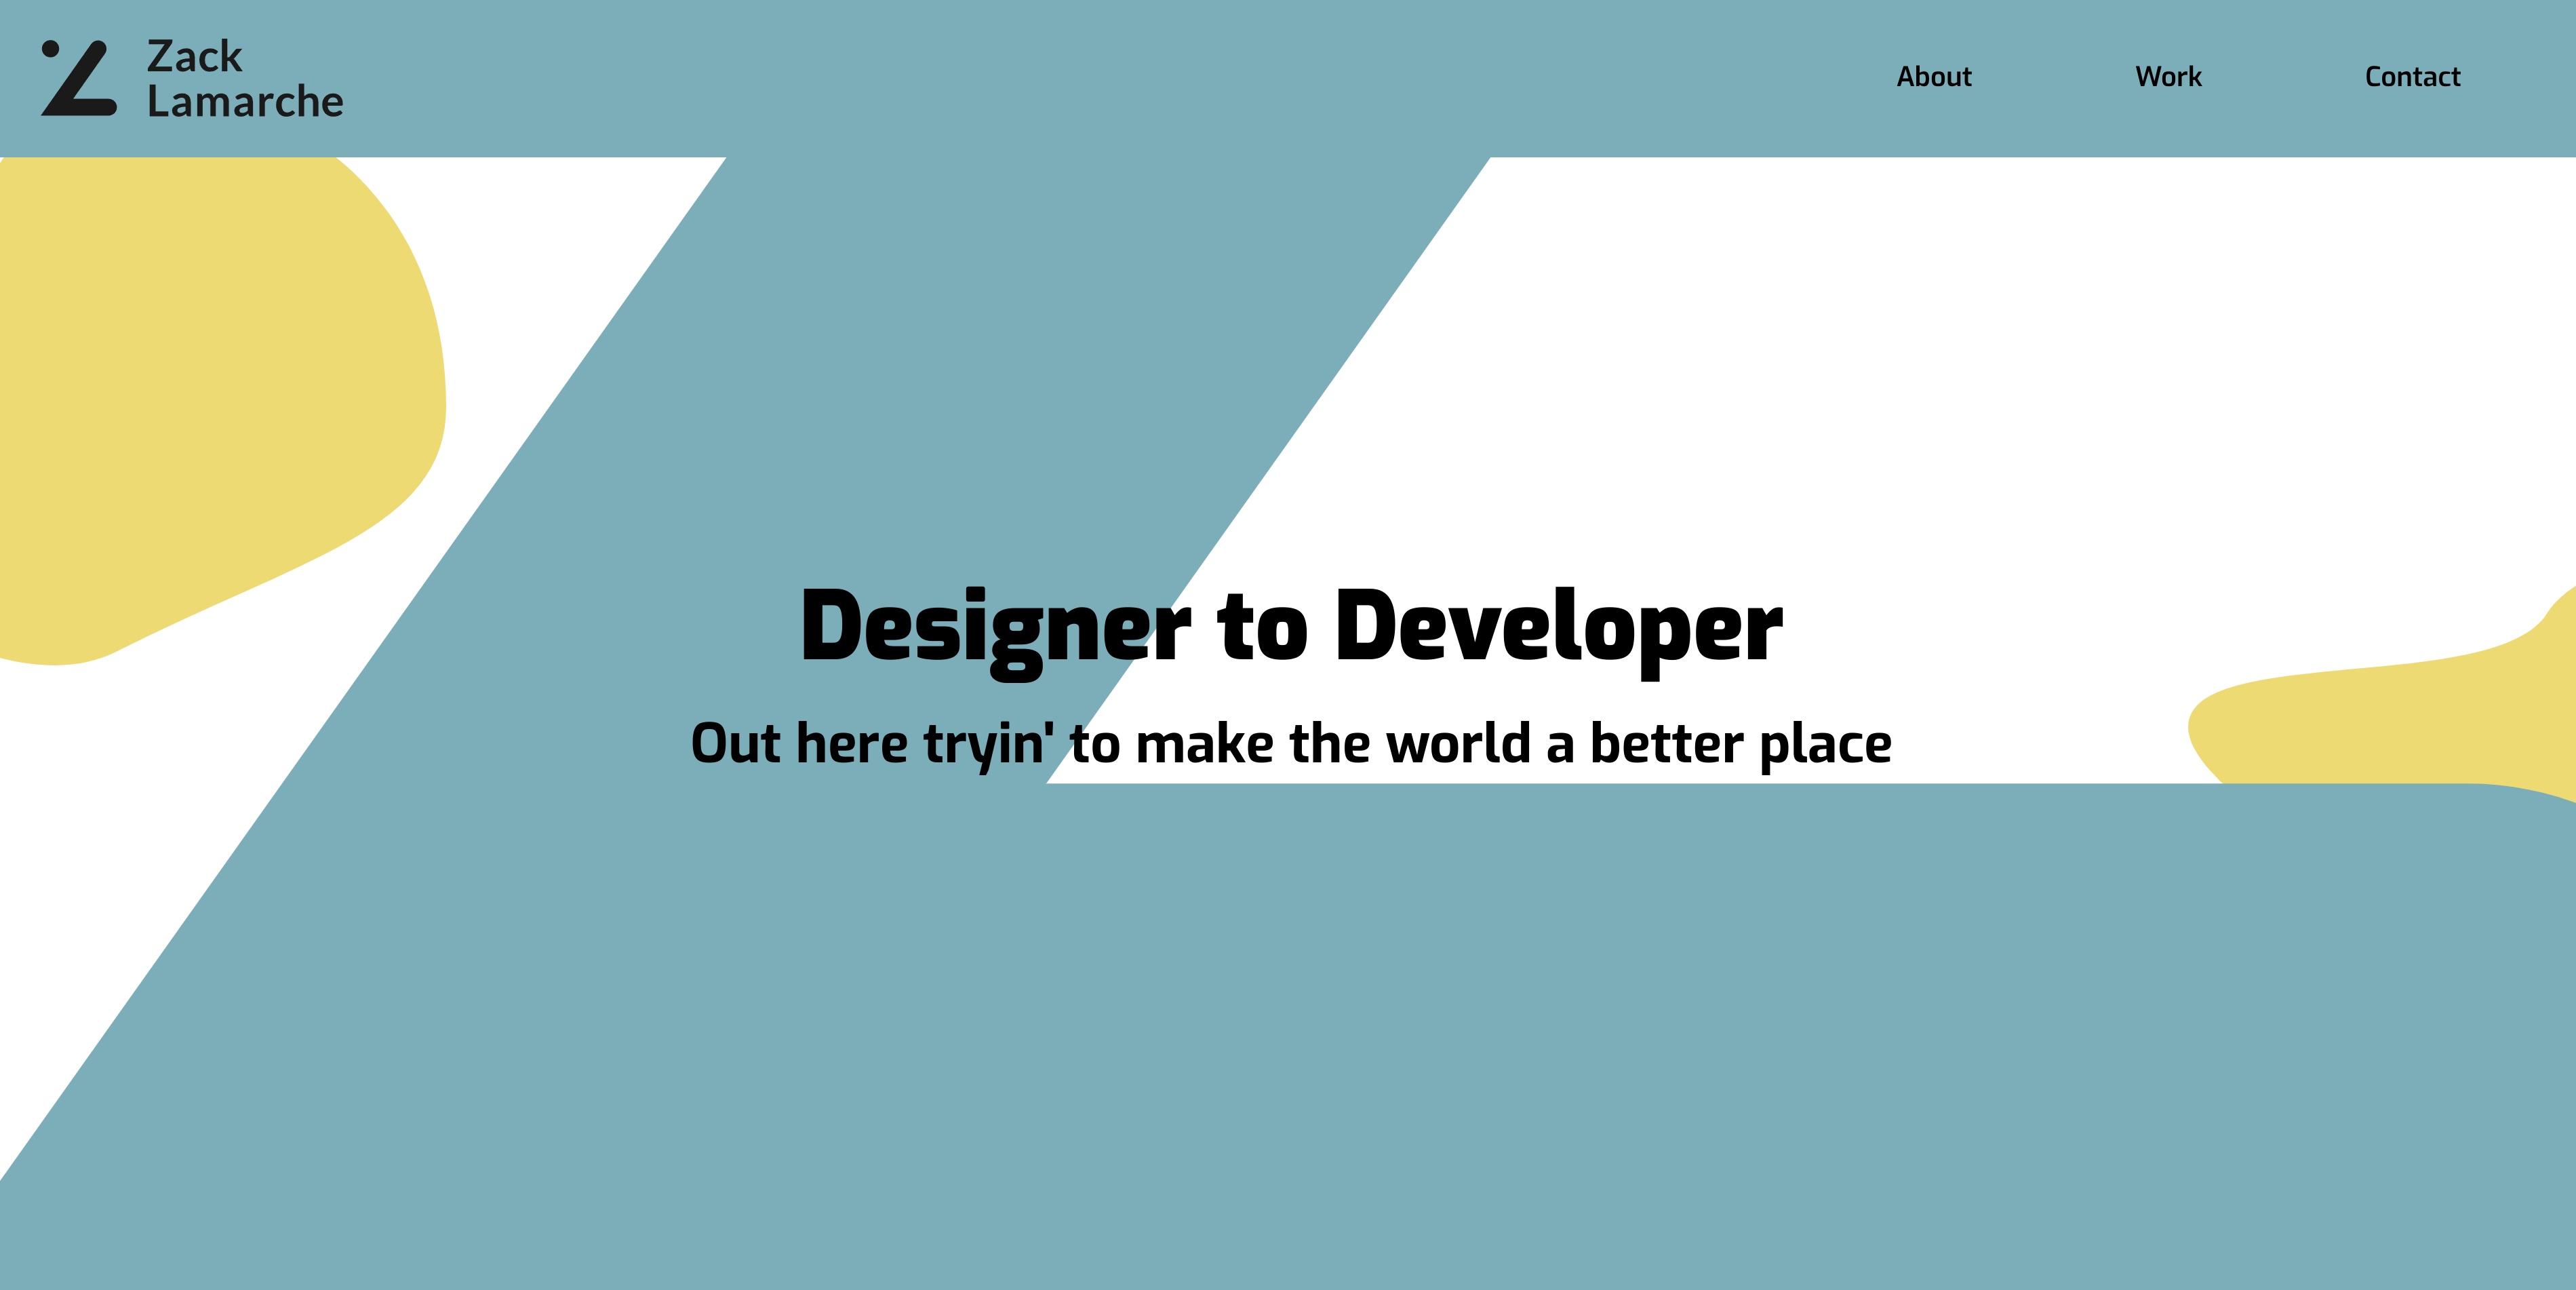 Zack
Lamarche
About
Work
Contact
Designer to Developer
Out here tryin' to make the world a better place